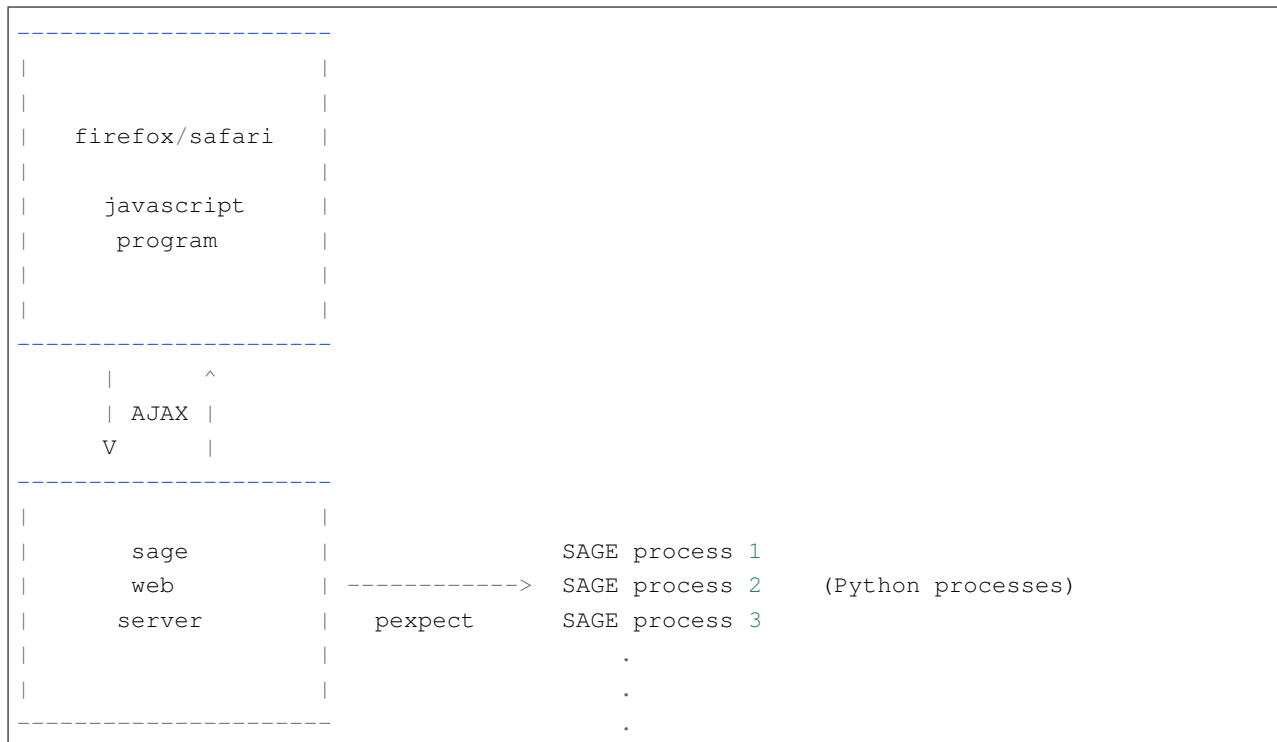 ----------------------
|                    |
|                    |
|   firefox/safari   |
|                    |
|     javascript     |
|      program       |
|                    |
|                    |
----------------------
      |      ^
      | AJAX |
      V      |
----------------------
|                    |
|       sage         |                SAGE process 1
|       web          | ------------>  SAGE process 2    (Python processes)
|      server        |   pexpect      SAGE process 3
|                    |                    .
|                    |                    .
----------------------                    .